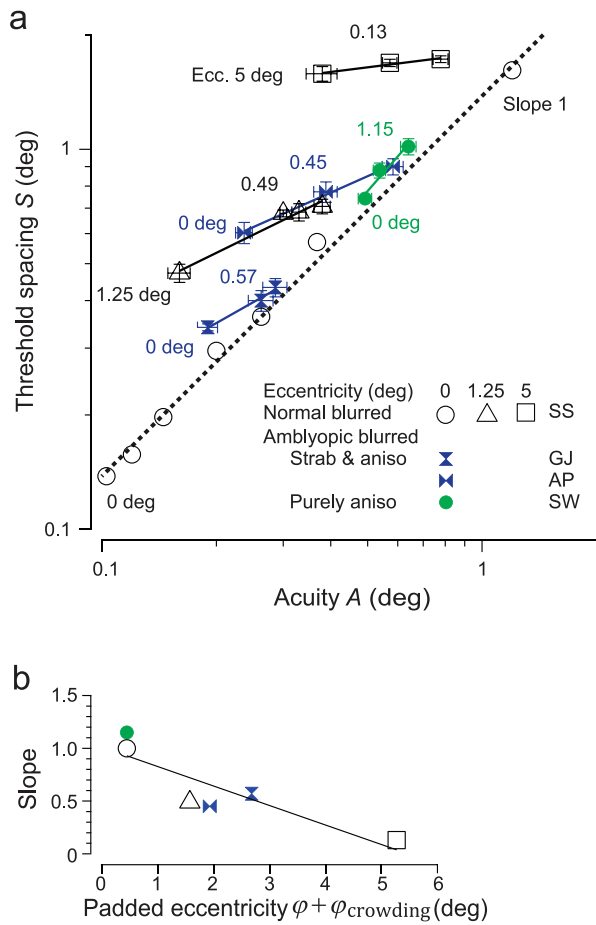 a
2
0.13
Ecc. 5 deg
Slope 1
1.15
1
0.45
0.49
0 deg
0 deg
1.25 deg
0.57
0 deg
Threshold spacing S (deg)
Eccentricity (deg) 0 1.25 5
Normal blurred SS
Amblyopic blurred
Strab & aniso GJ
AP
Purely aniso SW
0 deg
0.1
0.1 1
Acuity A (deg)
b
1.5
1.0
0.5
0
Slope
0 1 2 3 4 5 6
Padded eccentricity φ + φcrowding (deg)